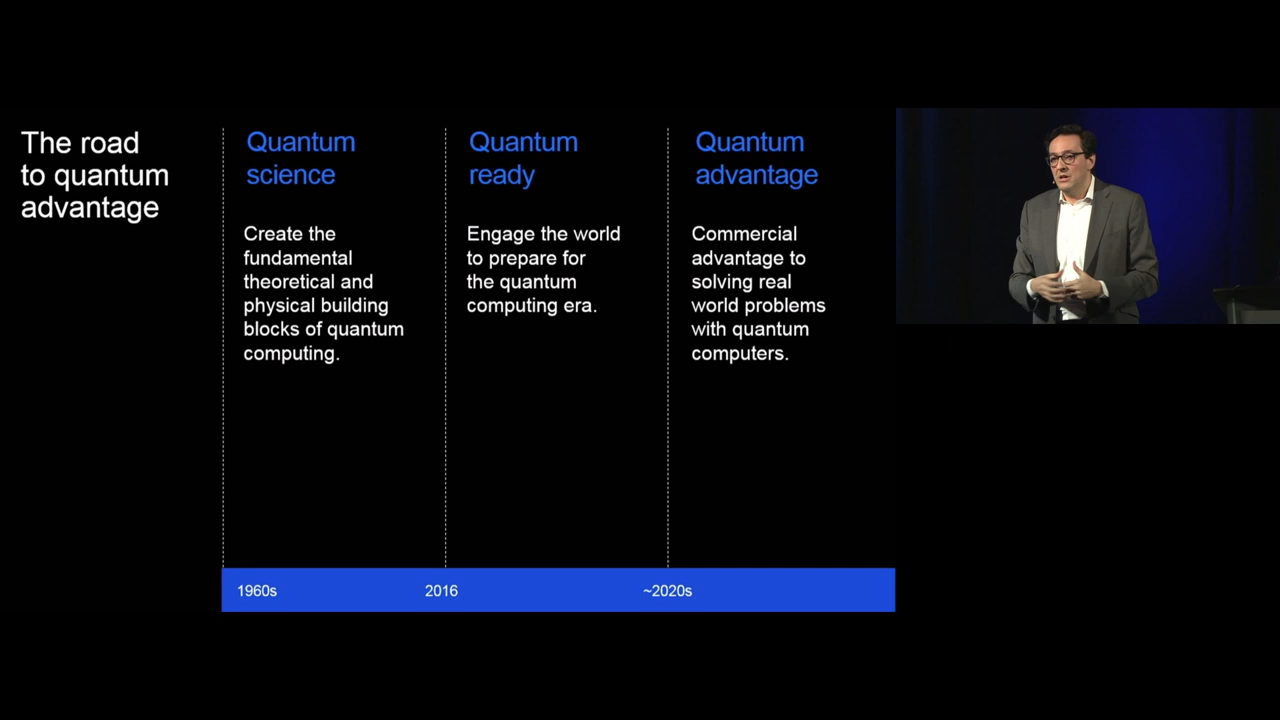 The road
to quantum
advantage
Quantum
science
Create the
fundamental
theoretical and
physical building
blocks of quantum
computing.
Quantum
ready
Engage the world
to prepare for
the quantum
computing era.
Quantum
advantage
Commercial
advantage to
solving real
world problems
with quantum
computers.
1960s
2016
~2020s